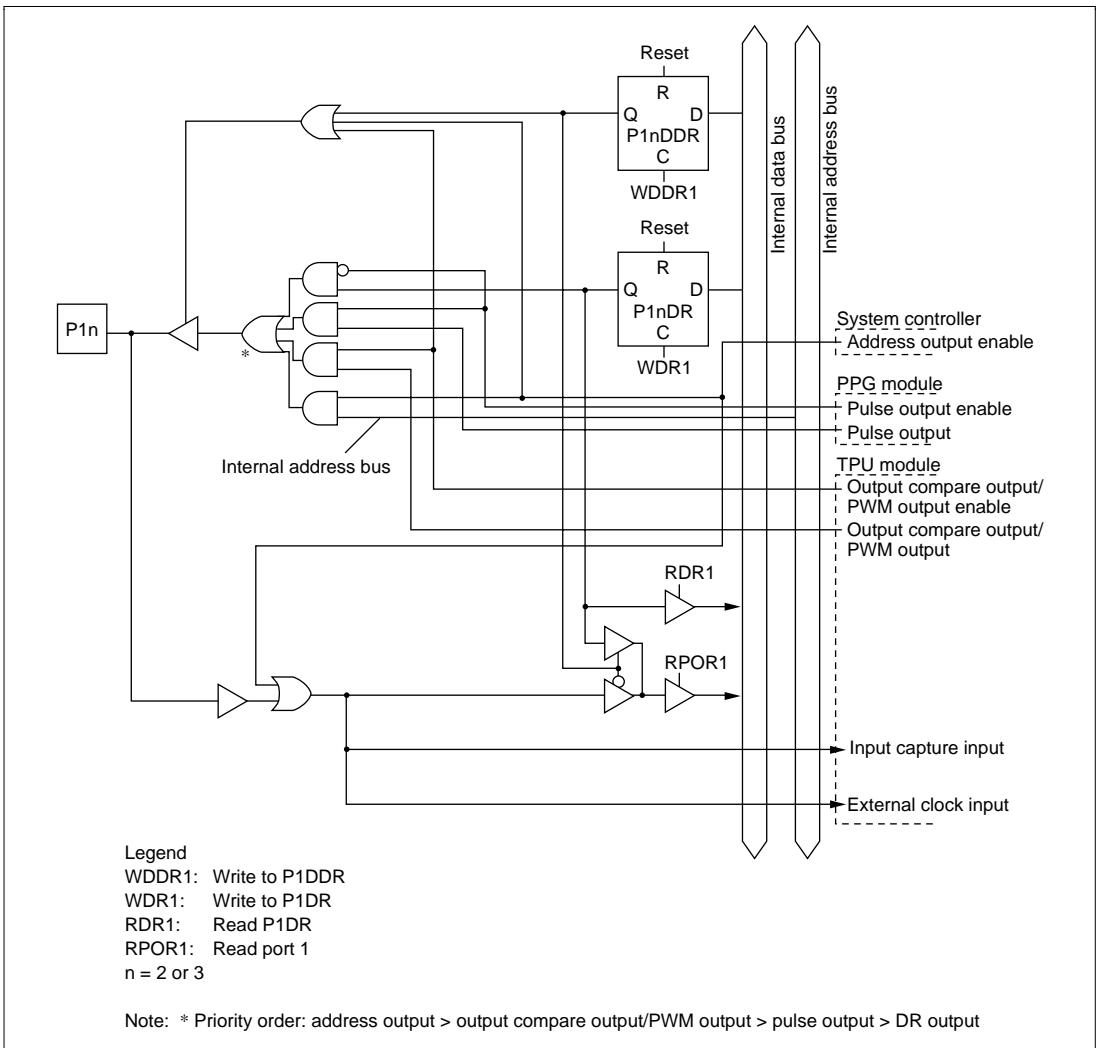 Reset
R
Q D
P1nDDR
C
WDDR1
Reset
R
Q D
P1nDR
C
WDR1
Internal data bus
Internal address bus
P1n
*
System controller
Address output enable
PPG module
Pulse output enable
Pulse output
Internal address bus
TPU module
Output compare output/
PWM output enable
Output compare output/
PWM output
RDR1
RPOR1
Input capture input
External clock input
Legend
WDDR1: Write to P1DDR
WDR1: Write to P1DR
RDR1: Read P1DR
RPOR1: Read port 1
n = 2 or 3
Note: * Priority order: address output > output compare output/PWM output > pulse output > DR output